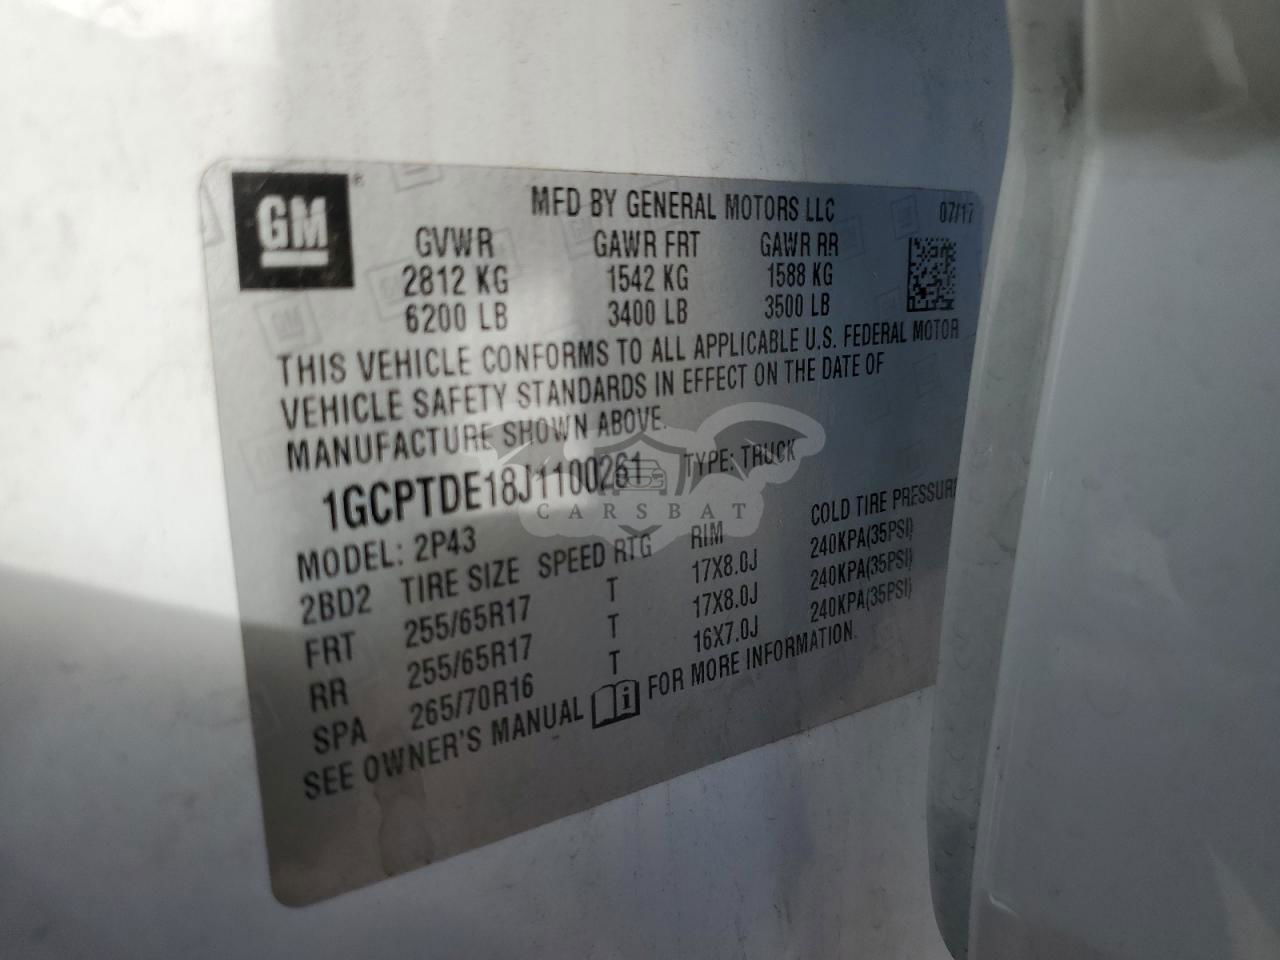 GM ®
MFD BY GENERAL MOTORS LLC 07/17
GVWR GAWR FRT GAWR RR
2812 KG 1542 KG 1588 KG
6200 LB 3400 LB 3500 LB
THIS VEHICLE CONFORMS TO ALL APPLICABLE U.S. FEDERAL MOTOR
VEHICLE SAFETY STANDARDS IN EFFECT ON THE DATE OF
MANUFACTURE SHOWN ABOVE.
1GCPTDE18J1100261 TYPE: TRUCK
CARSBAT
MODEL: 2P43
2BD2 TIRE SIZE SPEED RTG RIM COLD TIRE PRESSURE
FRT 255/65R17 T 17X8.0J 240KPA(35PSI)
RR 255/65R17 T 17X8.0J 240KPA(35PSI)
SPA 265/70R16 T 16X7.0J 240KPA(35PSI)
SEE OWNER'S MANUAL FOR MORE INFORMATION.